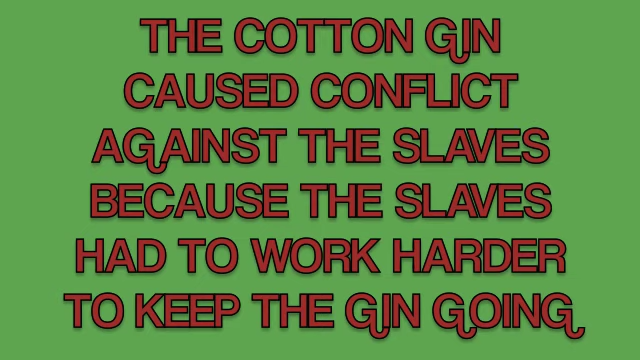 THE COTTON GIN
CAUSED CONFLICT
AGAINST THE SLAVES
BECAUSE THE SLAVES
HAD TO WORK HARDER
TO KEEP THE GIN GOING